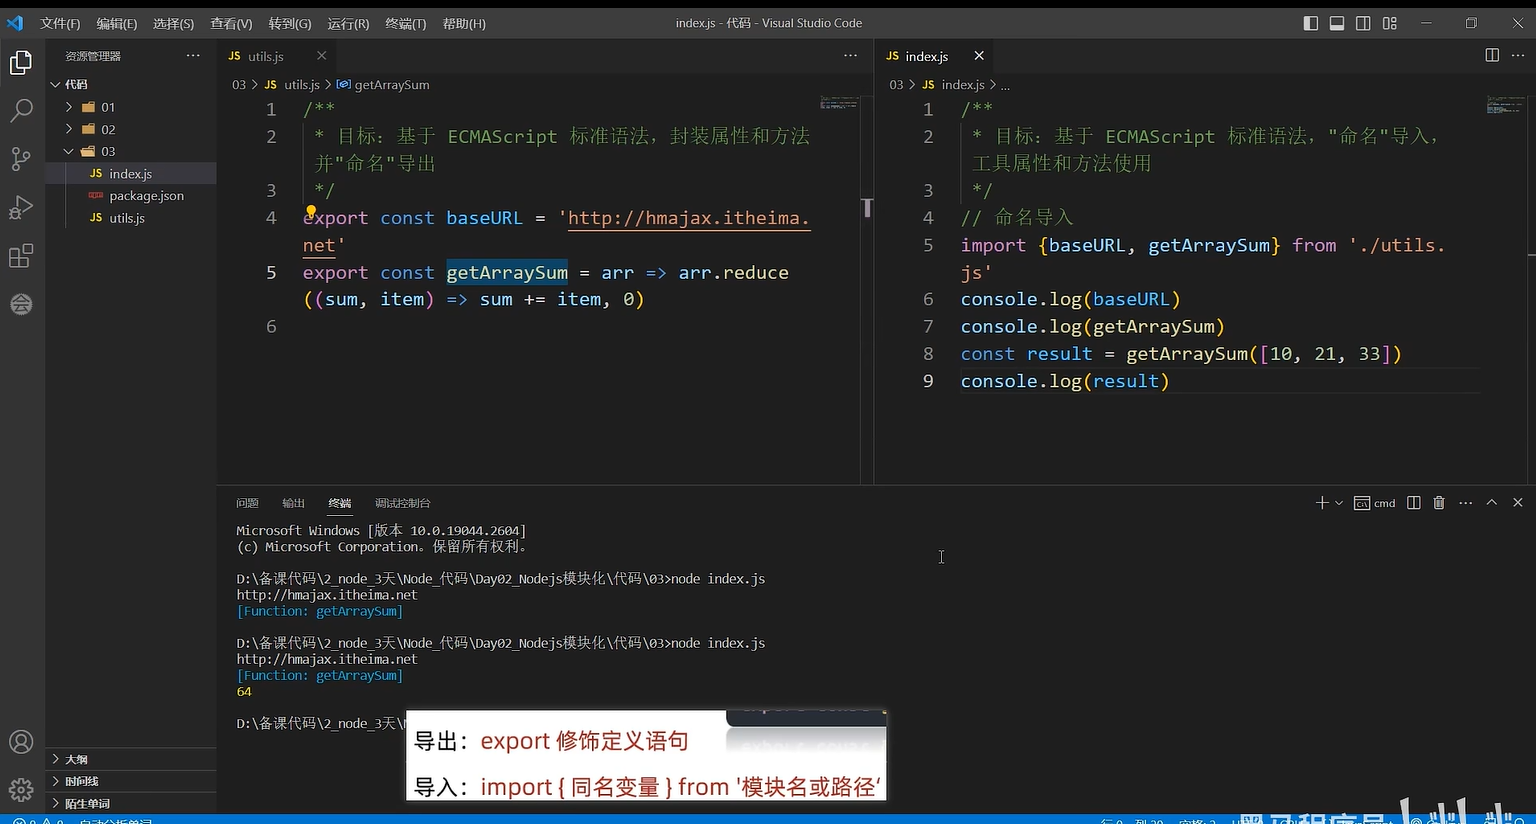 文件(F) 编辑(E) 选择(S) 查看(V) 转到(G) 运行(R) 终端(T) 帮助(H)
index.js - 代码 - Visual Studio Code
资源管理器
代码
01
02
03
JS index.js
package.json
JS utils.js
大纲
时间线
陌生单词
JS utils.js
03 > JS utils.js > getArraySum
1 /**
2 * 目标：基于 ECMAScript 标准语法，封装属性和方法
并"命名"导出
3 */
4 export const baseURL = 'http://hmajax.itheima.
net'
5 export const getArraySum = arr => arr.reduce
((sum, item) => sum += item, 0)
6
JS index.js
03 > JS index.js > ...
1 /**
2 * 目标：基于 ECMAScript 标准语法，"命名"导入，
工具属性和方法使用
3 */
4 // 命名导入
5 import {baseURL, getArraySum} from './utils.
js'
6 console.log(baseURL)
7 console.log(getArraySum)
8 const result = getArraySum([10, 21, 33])
9 console.log(result)
问题 输出 终端 调试控制台
cmd
Microsoft Windows [版本 10.0.19044.2604]
(c) Microsoft Corporation。保留所有权利。
D:\备课代码\2_node_3天\Node_代码\Day02_Nodejs模块化\代码\03>node index.js
http://hmajax.itheima.net
[Function: getArraySum]
D:\备课代码\2_node_3天\Node_代码\Day02_Nodejs模块化\代码\03>node index.js
http://hmajax.itheima.net
[Function: getArraySum]
64
D:\备课代码\2_node_3天\
导出：export 修饰定义语句
导入：import { 同名变量 } from '模块名或路径'